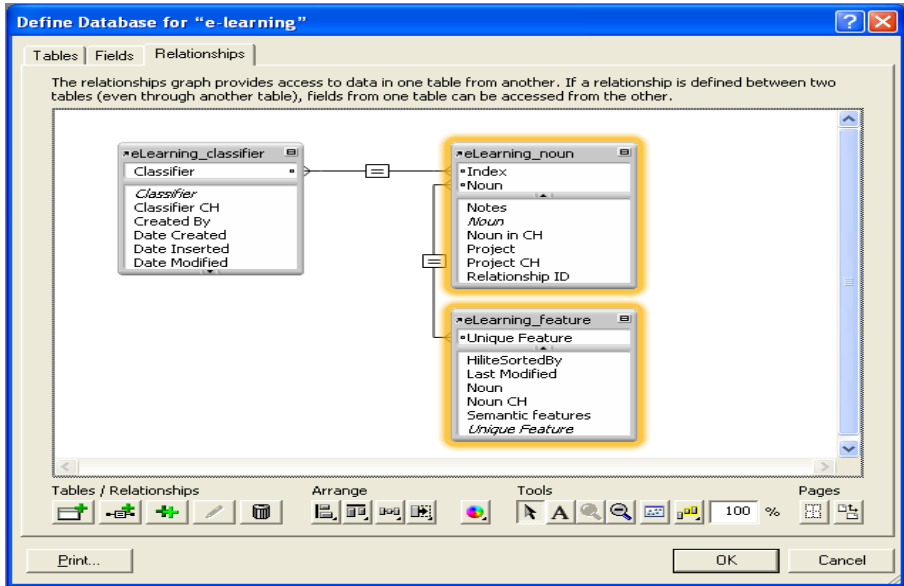 Define Database for “e-learning”
Tables Fields Relationships
The relationships graph provides access to data in one table from another. If a relationship is defined between two
tables (even through another table), fields from one table can be accessed from the other.
eLearning_classifier
Classifier
Classifier
Classifier CH
Created By
Date Created
Date Inserted
Date Modified
=
eLearning_noun
Index
Noun
Notes
Noun
Noun in CH
Project
Project CH
Relationship ID
=
eLearning_feature
Unique Feature
HiliteSortedBy
Last Modified
Noun
Noun CH
Semantic features
Unique Feature
Tables / Relationships Arrange Tools Pages
A 100 %
Print... OK Cancel